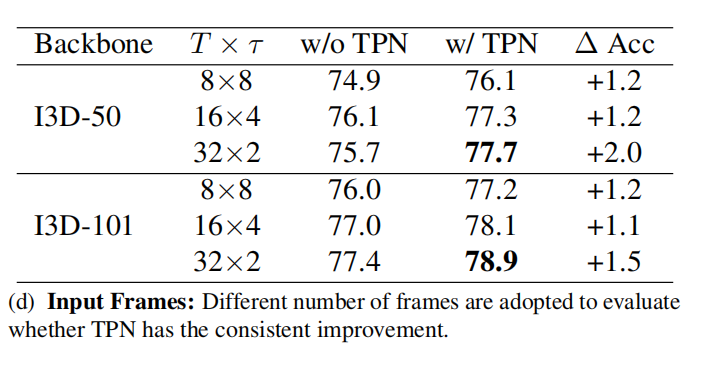 Backbone T × τ w/o TPN w/ TPN Δ Acc
8×8 74.9 76.1 +1.2
I3D-50 16×4 76.1 77.3 +1.2
32×2 75.7 77.7 +2.0
8×8 76.0 77.2 +1.2
I3D-101 16×4 77.0 78.1 +1.1
32×2 77.4 78.9 +1.5
(d) Input Frames: Different number of frames are adopted to evaluate
whether TPN has the consistent improvement.